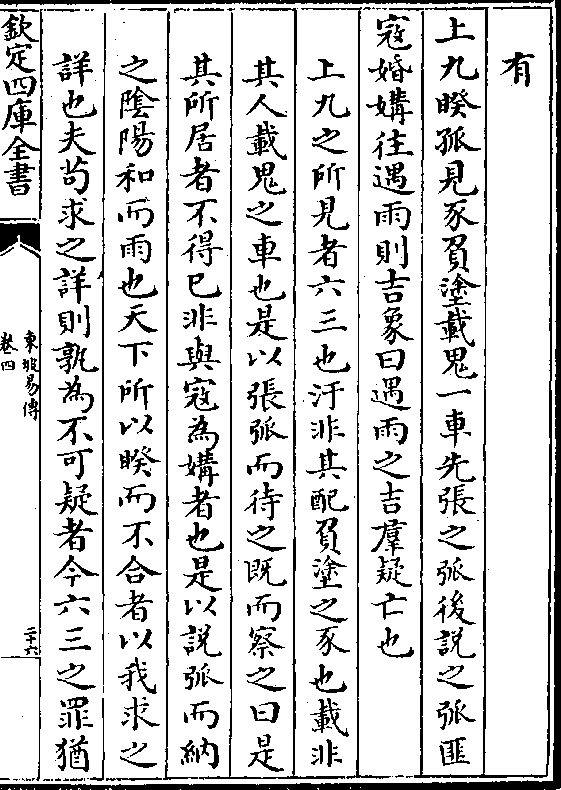 有
上九睽孤見豕負塗載鬼一車先張之弧後説之弧匪
寇婚媾往遇雨則吉象曰遇雨之吉羣疑亡也
上九之所見者六三也汙非其配負塗之豕也載非
其人載鬼之車也是以張弧而待之既而察之曰是
其所居者不得已非與寇為媾者也是以説弧而納
之陰陽和而雨也天下所以睽而不合者以我求之
詳也夫茍求之詳則孰為不可疑者今六三之罪猶
欽定四庫全書
東坡易傳
卷四
二十六